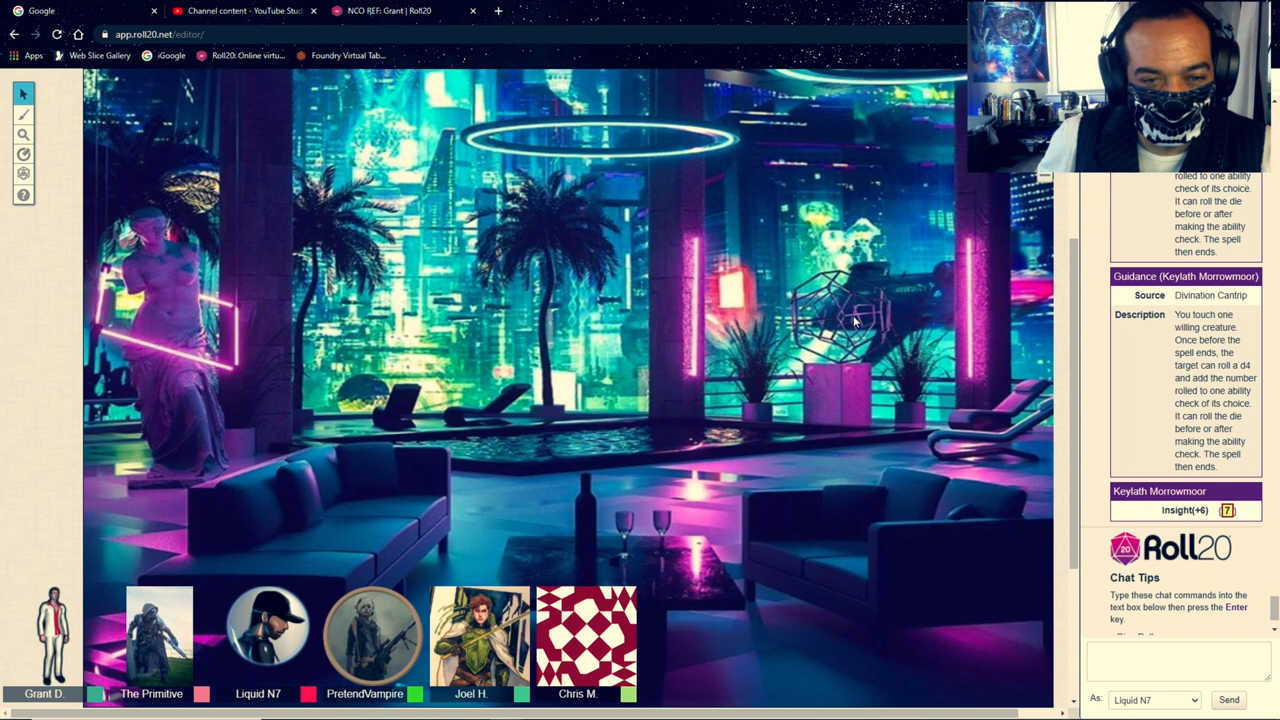 Google
Channel content - YouTube Stud
NCO REF: Grant | Roll20
app.roll20.net/editor/
Apps
Web Slice Gallery
iGoogle
Roll20: Online virtu...
Foundry Virtual Tab...
rolled to one ability
check of its choice.
It can roll the die
before or after
making the ability
check. The spell
then ends.
Guidance (Keylath Morrowmoor)
Source Divination Cantrip
Description You touch one
willing creature.
Once before the
spell ends, the
target can roll a d4
and add the number
rolled to one ability
check of its choice.
It can roll the die
before or after
making the ability
check. The spell
then ends.
Keylath Morrowmoor
Insight(+6) 7
20 Roll20
Chat Tips
Type these chat commands into the
text box below then press the Enter
key.
As: Liquid N7 Send
Grant D.
The Primitive
Liquid N7
PretendVampire
Joel H.
Chris M.